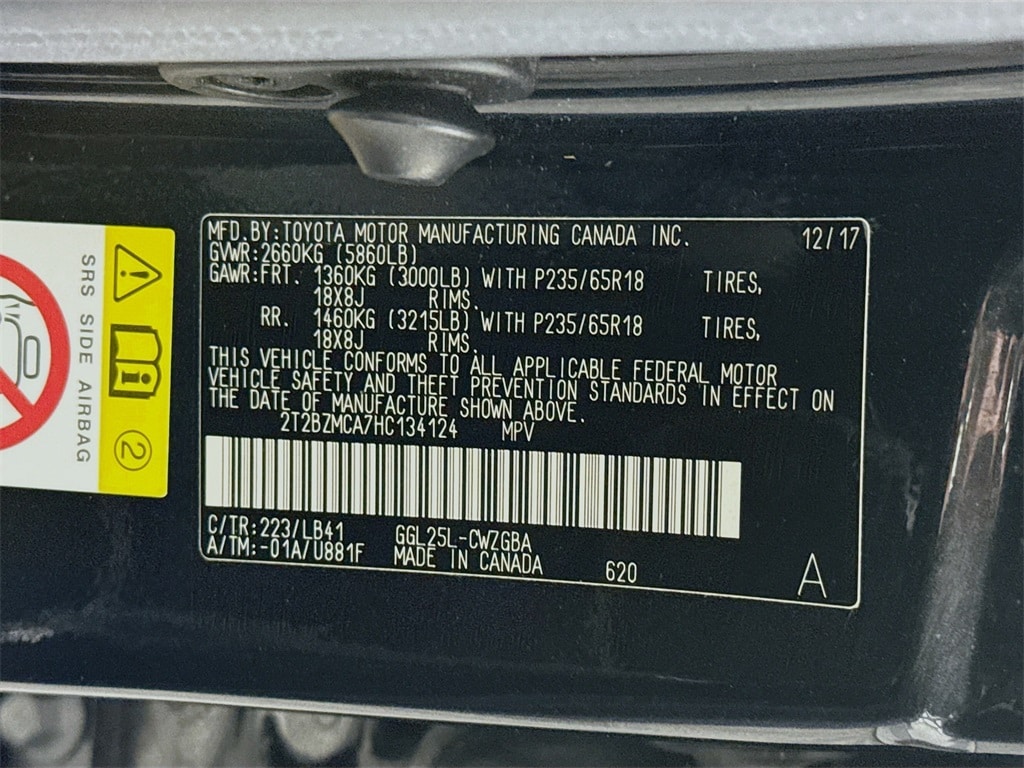 MFD.BY:TOYOTA MOTOR MANUFACTURING CANADA INC. 12/17
GVWR:2660KG (5860LB)
GAWR:FRT. 1360KG (3000LB) WITH P235/65R18 TIRES,
18X8J RIMS.
RR. 1460KG (3215LB) WITH P235/65R18 TIRES,
18X8J RIMS.
THIS VEHICLE CONFORMS TO ALL APPLICABLE FEDERAL MOTOR
VEHICLE SAFETY AND THEFT PREVENTION STANDARDS IN EFFECT ON
THE DATE OF MANUFACTURE SHOWN ABOVE.
2T2BZMCA7HC134124 MPV
C/TR:223/LB41 GGL25L-CWZGBA
A/TM:-01A/U881F MADE IN CANADA 620 A
SRS SIDE AIRBAG
2